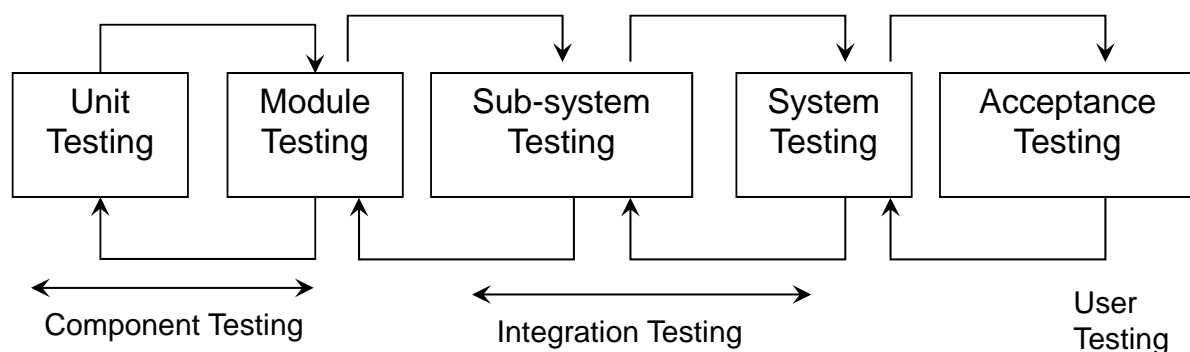 Unit
Testing
Module
Testing
Sub-system
Testing
System
Testing
Acceptance
Testing
Component Testing
Integration Testing
User
Testing